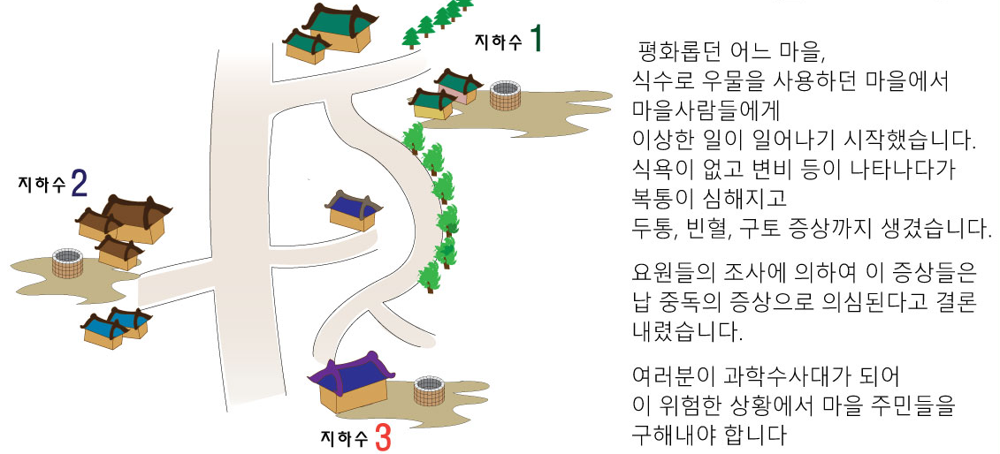 지하수 1
지하수 2
지하수 3
평화롭던 어느 마을,
식수로 우물을 사용하던 마을에서
마을사람들에게
이상한 일이 일어나기 시작했습니다.
식욕이 없고 변비 등이 나타나다가
복통이 심해지고
두통, 빈혈, 구토 증상까지 생겼습니다.
요원들의 조사에 의하여 이 증상들은
납 중독의 증상으로 의심된다고 결론
내렸습니다.
여러분이 과학수사대가 되어
이 위험한 상황에서 마을 주민들을
구해내야 합니다